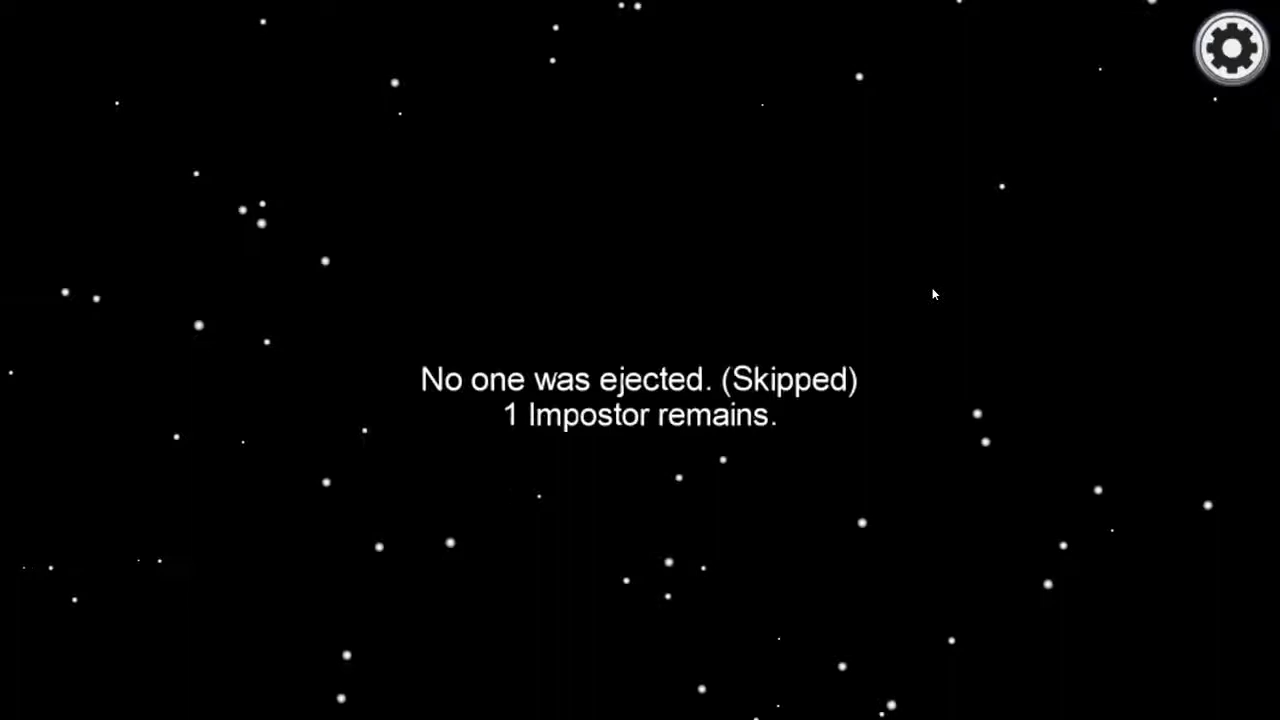 No one was ejected. (Skipped)
1 Impostor remains.